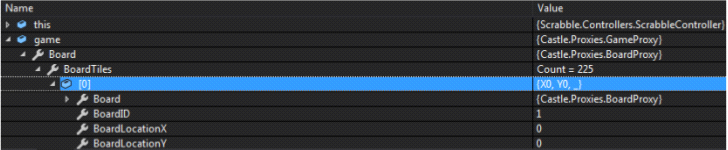 Name Value
this {Scrabble.Controllers.ScrabbleController}
game {Castle.Proxies.GameProxy}
Board {Castle.Proxies.BoardProxy}
BoardTiles Count = 225
[0] {X0, Y0, _}
Board {Castle.Proxies.BoardProxy}
BoardID 1
BoardLocationX 0
BoardLocationY 0